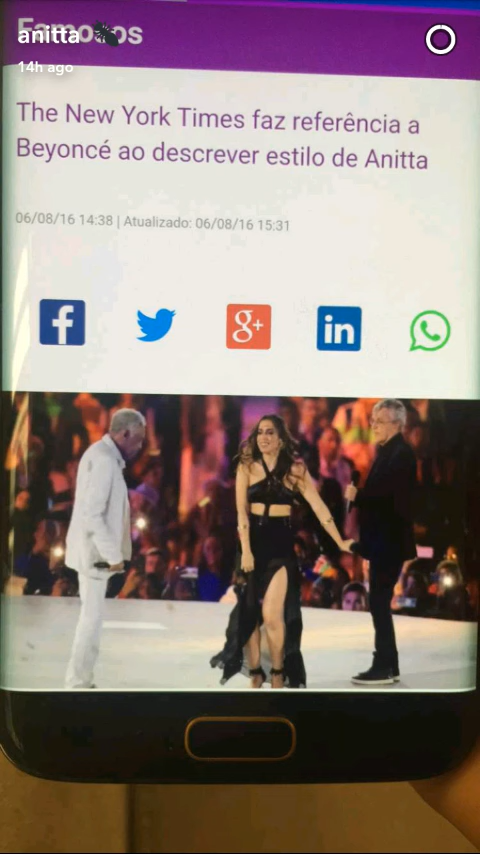 Famosos
anitta
14h ago
The New York Times faz referência a
Beyoncé ao descrever estilo de Anitta
06/08/16 14:38 | Atualizado: 06/08/16 15:31
f
g+
in